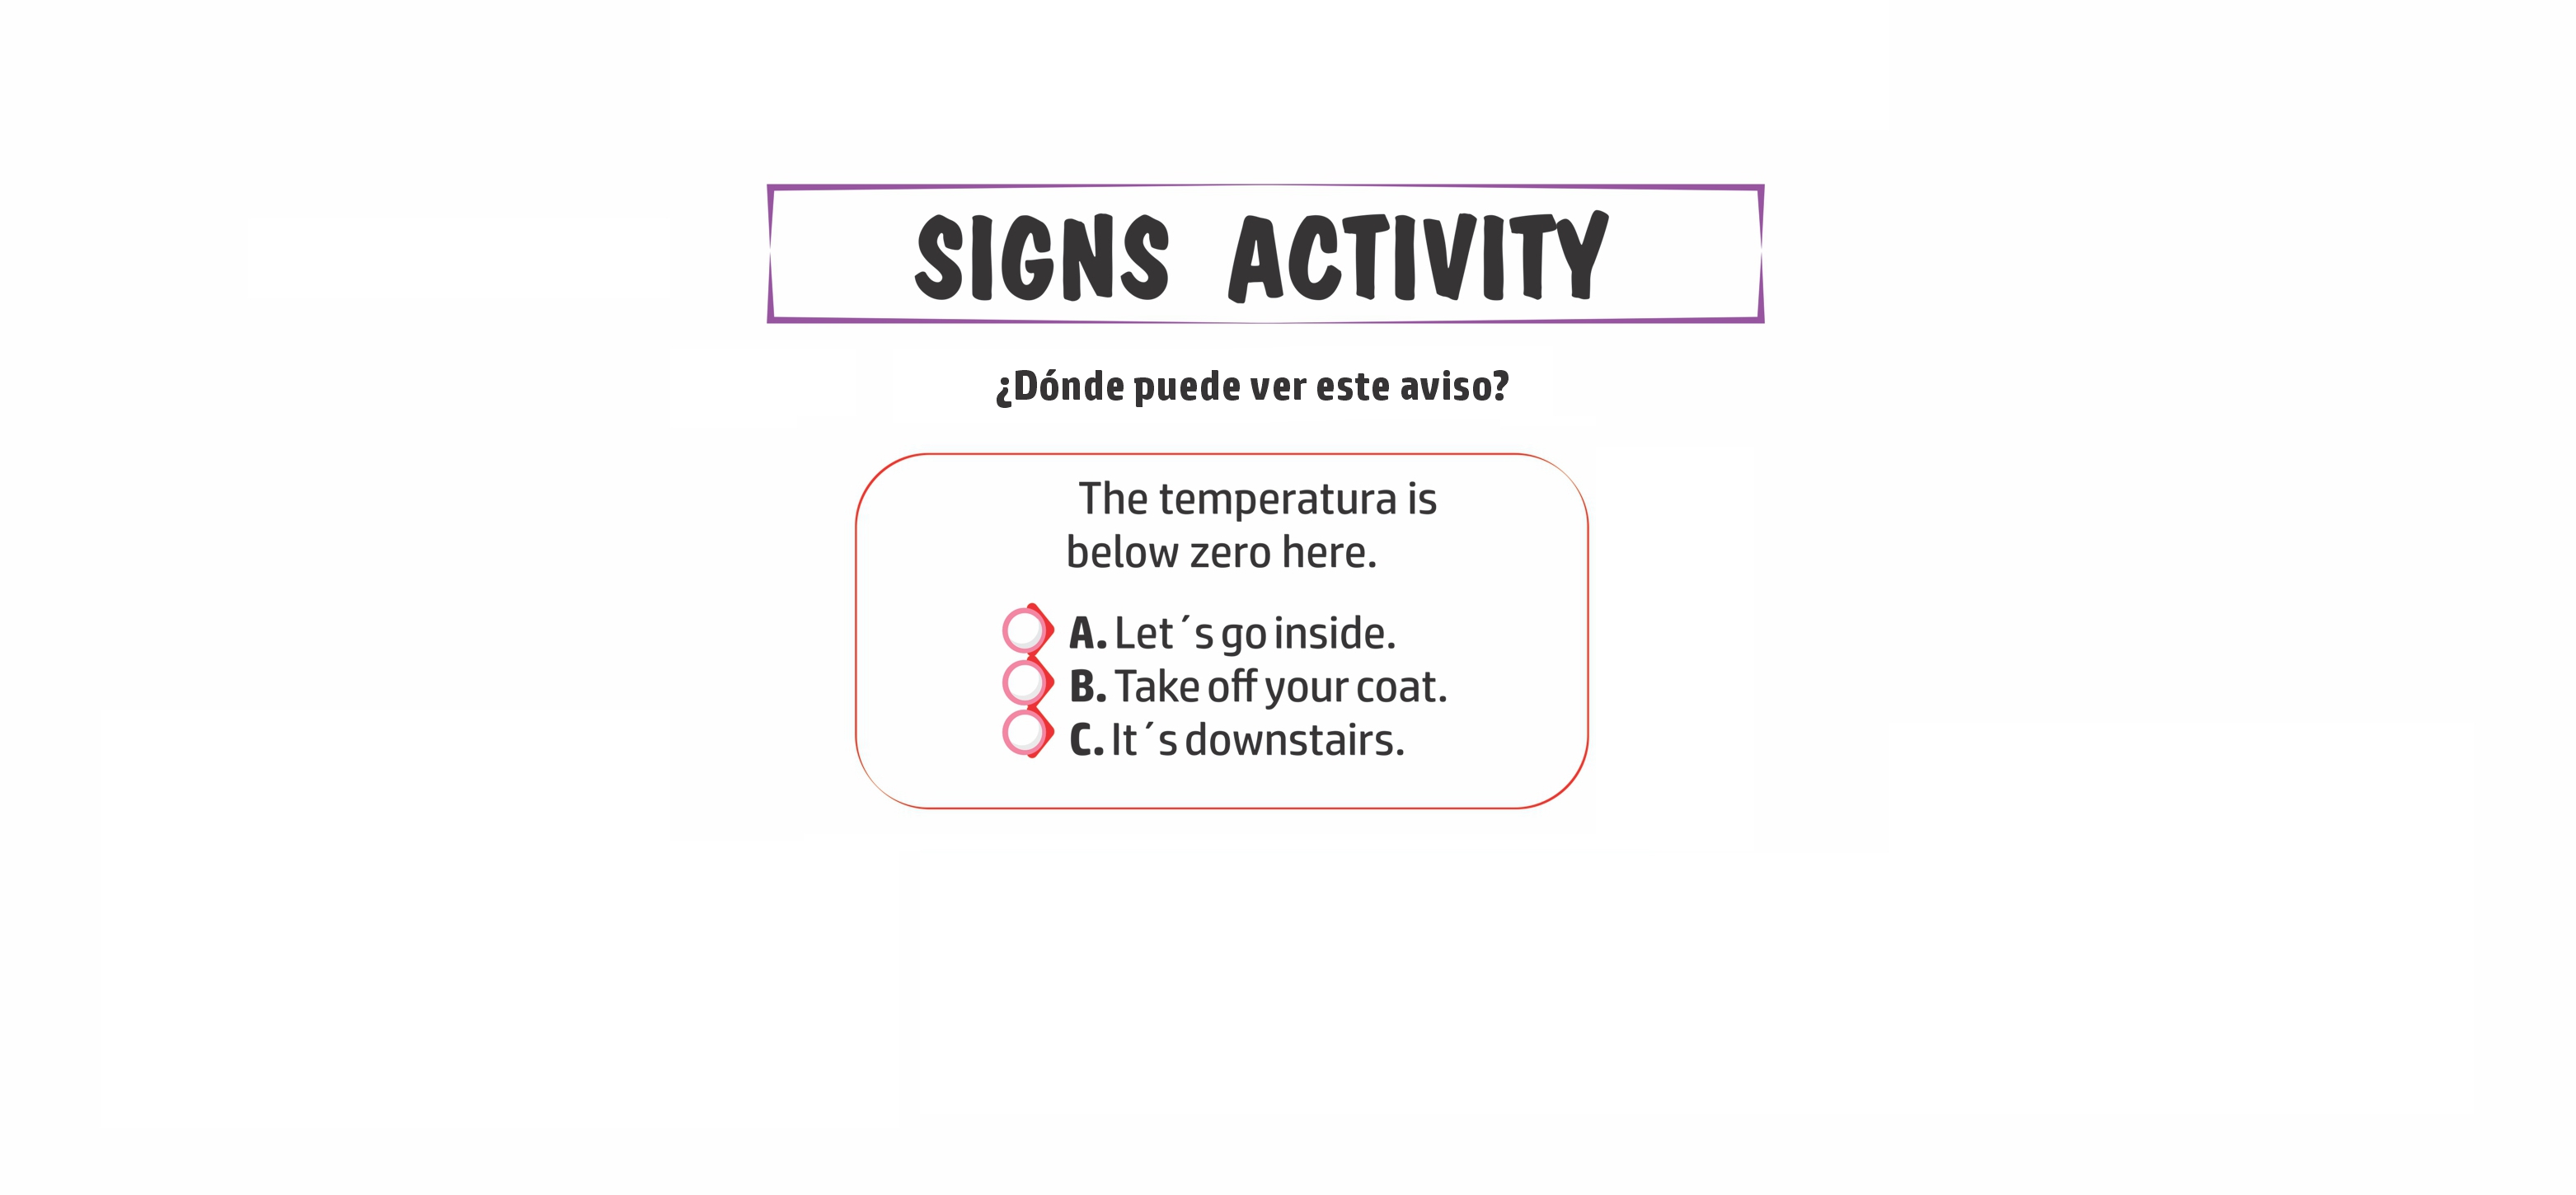 SIGNS ACTIVITY
¿Dónde puede ver este aviso?
The temperatura is
below zero here.
A. Let´s go inside.
B. Take off your coat.
C. It´s downstairs.